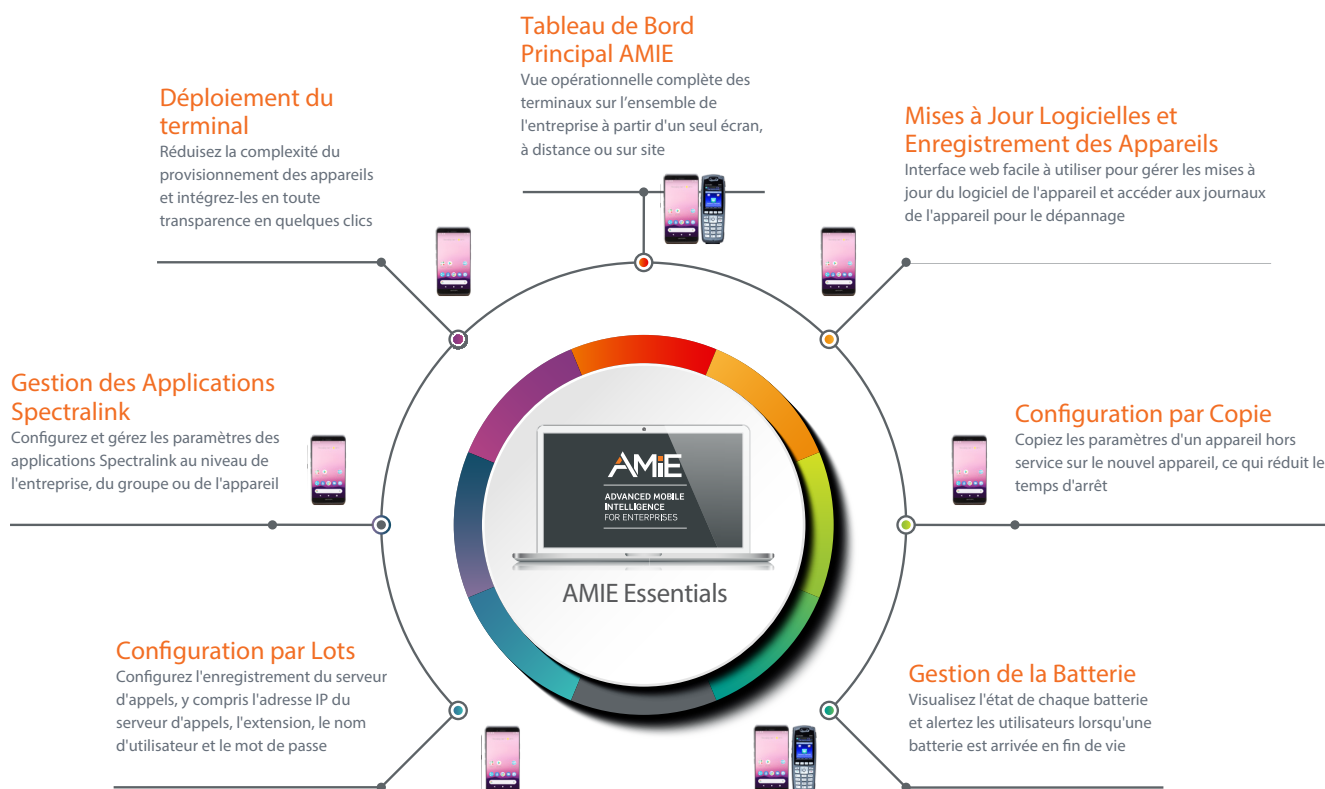 Tableau de Bord
Principal AMIE
Vue opérationnelle complète des
terminaux sur l’ensemble de
l'entreprise à partir d'un seul écran,
à distance ou sur site
Déploiement du
terminal
Réduisez la complexité du
provisionnement des appareils
et intégrez-les en toute
transparence en quelques clics
Mises à Jour Logicielles et
Enregistrement des Appareils
Interface web facile à utiliser pour gérer les mises à
jour du logiciel de l'appareil et accéder aux journaux
de l'appareil pour le dépannage
Gestion des Applications
Spectralink
Configurez et gérez les paramètres des
applications Spectralink au niveau de
l'entreprise, du groupe ou de l'appareil
Configuration par Copie
Copiez les paramètres d'un appareil hors
service sur le nouvel appareil, ce qui réduit le
temps d'arrêt
AMiE
ADVANCED MOBILE
INTELLIGENCE
FOR ENTERPRISES
AMIE Essentials
Configuration par Lots
Configurez l'enregistrement du serveur
d'appels, y compris l'adresse IP du
serveur d'appels, l'extension, le nom
d'utilisateur et le mot de passe
Gestion de la Batterie
Visualisez l'état de chaque batterie
et alertez les utilisateurs lorsqu'une
batterie est arrivée en fin de vie